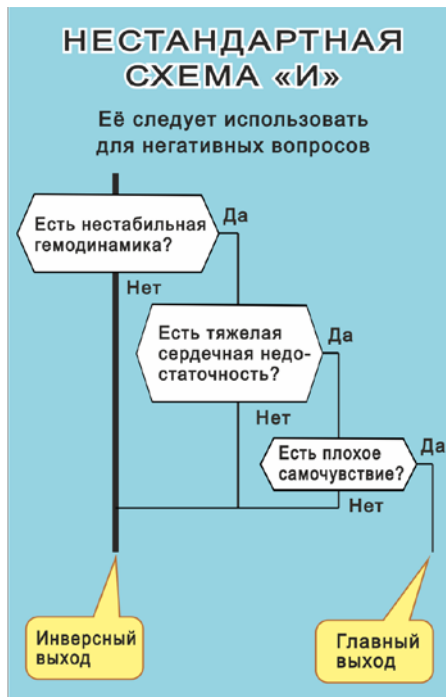 НЕСТАНДАРТНАЯ
СХЕМА «И»
Её следует использовать
для негативных вопросов
Есть нестабильная
гемодинамика?
Да
Нет
Есть тяжелая
сердечная недо-
статочность?
Да
Нет
Есть плохое
самочувствие?
Да
Нет
Инверсный
выход
Главный
выход